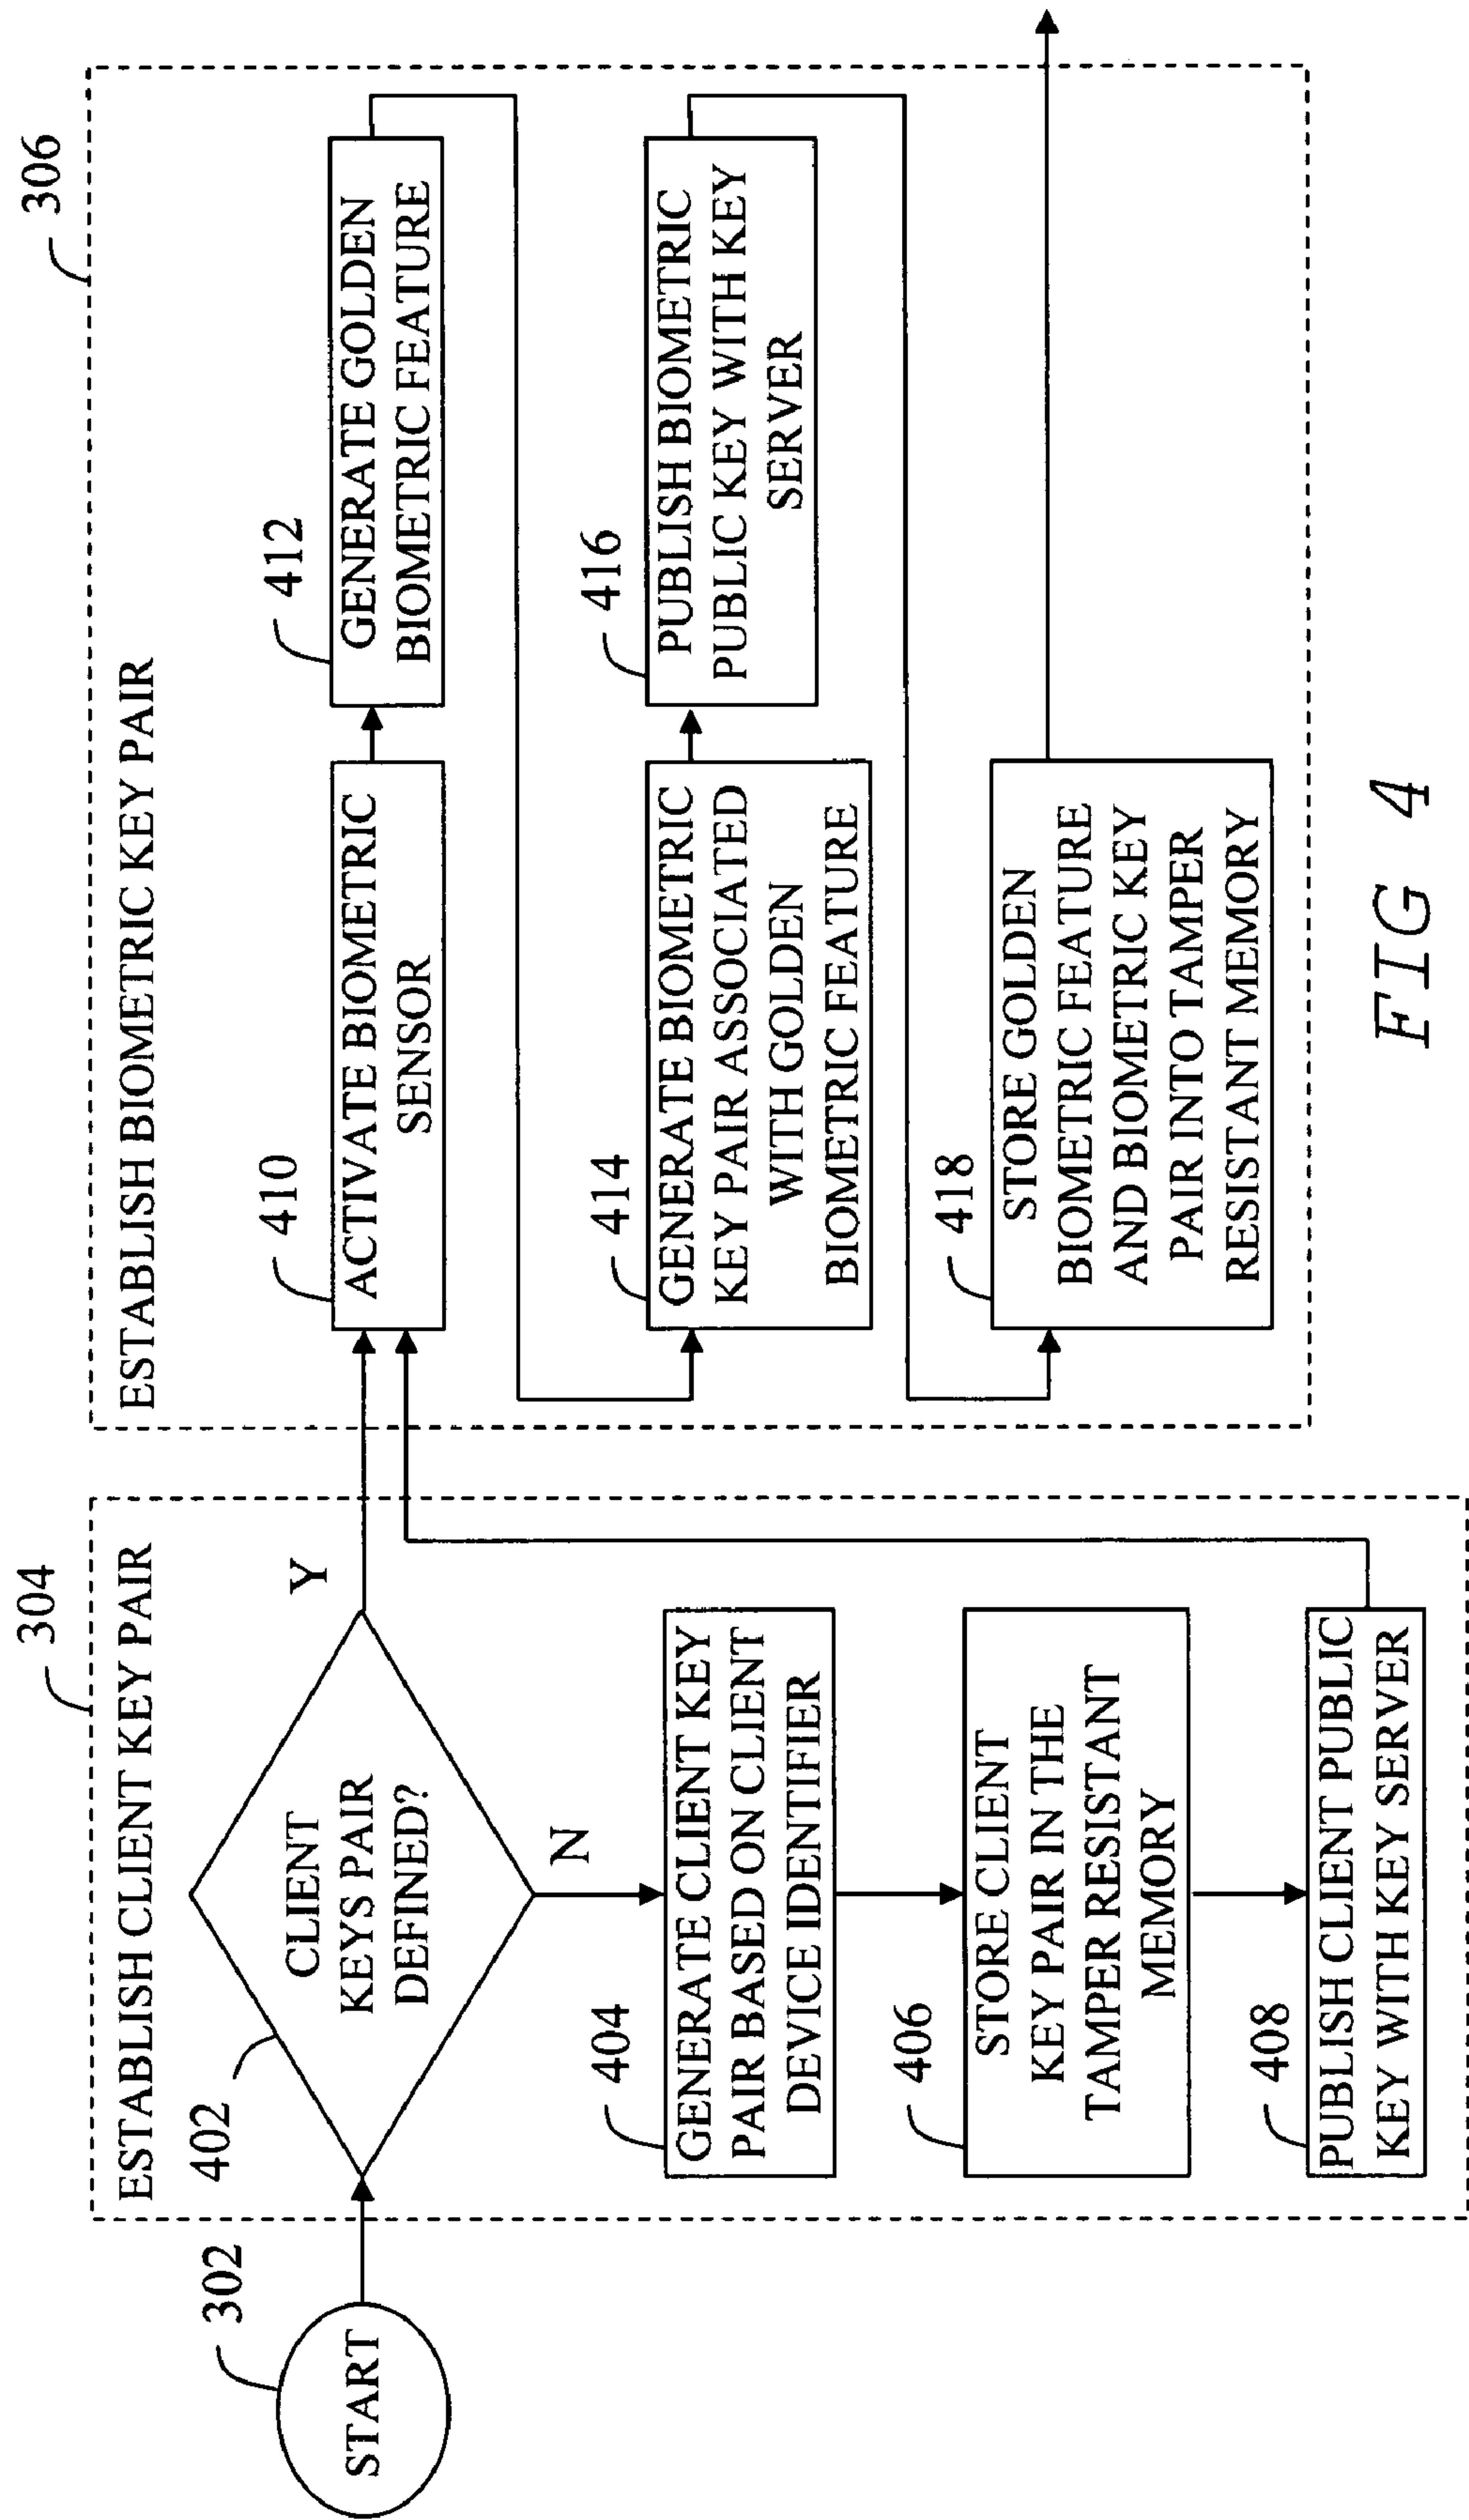 302
START
304
ESTABLISH CLIENT KEY PAIR
402
CLIENT
KEYS PAIR
DEFINED?
Y
N
404
GENERATE CLIENT KEY
PAIR BASED ON CLIENT
DEVICE IDENTIFIER
406
STORE CLIENT
KEY PAIR IN THE
TAMPER RESISTANT
MEMORY
408
PUBLISH CLIENT PUBLIC
KEY WITH KEY SERVER
306
ESTABLISH BIOMETRIC KEY PAIR
410
ACTIVATE BIOMETRIC
SENSOR
412
GENERATE GOLDEN
BIOMETRIC FEATURE
414
GENERATE BIOMETRIC
KEY PAIR ASSOCIATED
WITH GOLDEN
BIOMETRIC FEATURE
416
PUBLISH BIOMETRIC
PUBLIC KEY WITH KEY
SERVER
418
STORE GOLDEN
BIOMETRIC FEATURE
AND BIOMETRIC KEY
PAIR INTO TAMPER
RESISTANT MEMORY
FIG 4